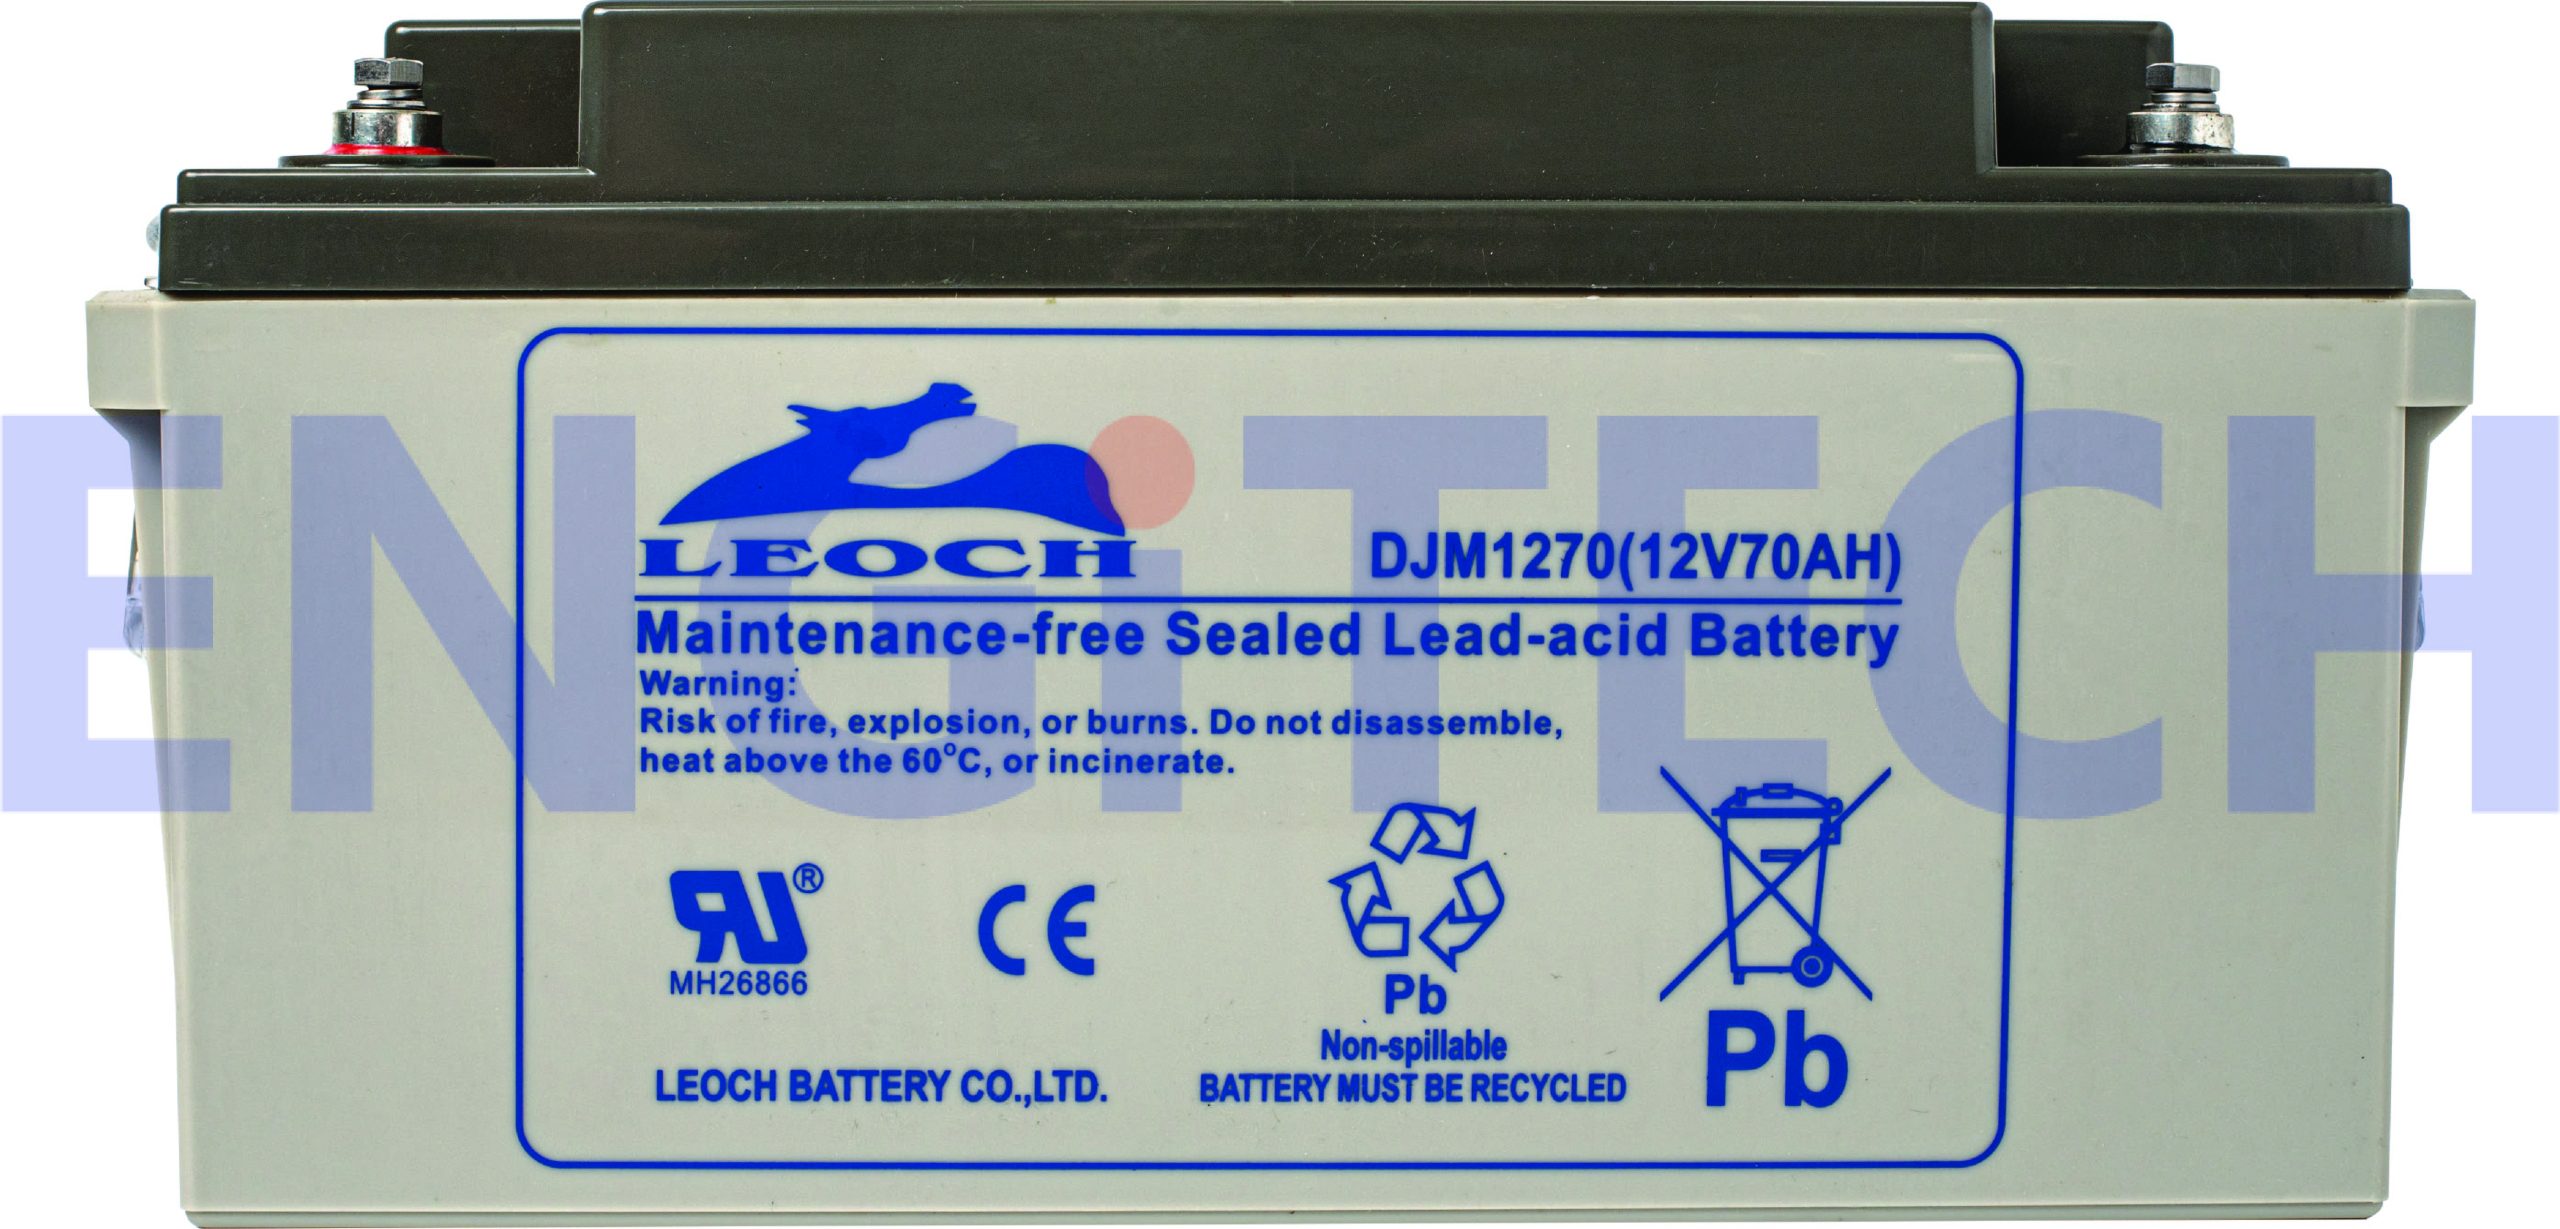 ENGiTECH
LEOCH
DJM1270(12V70AH)
Maintenance-free Sealed Lead-acid Battery
Warning:
Risk of fire, explosion, or burns. Do not disassemble,
heat above the 60°C, or incinerate.
RU®
MH26866
CE
Pb
Non-spillable
BATTERY MUST BE RECYCLED
Pb
LEOCH BATTERY CO.,LTD.